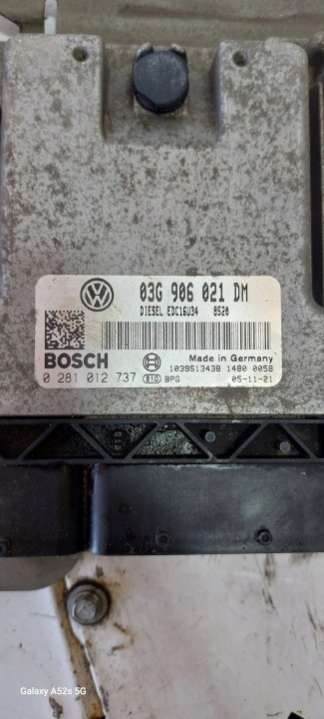 03G 906 021 DM
DIESEL EDC16U34 8520
BOSCH
Made in Germany
1039S13438 1480 0058
0 281 012 737 BPG 05-11-21
Galaxy A52s 5G